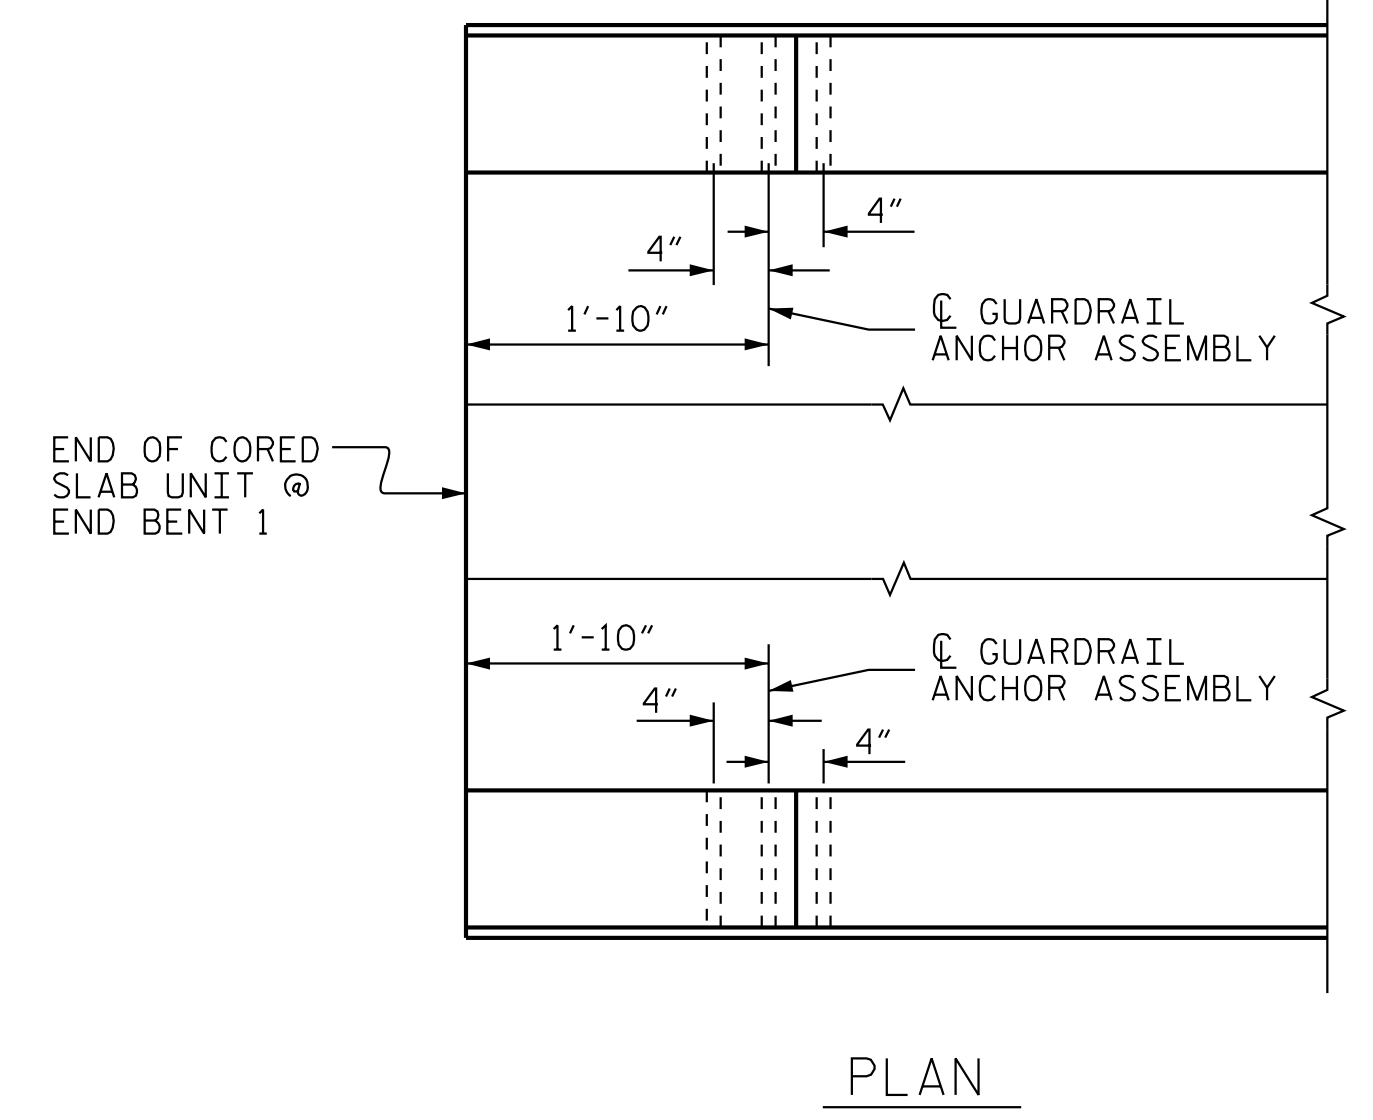 4"
4"
1'-10"
℄ GUARDRAIL
ANCHOR ASSEMBLY
END OF CORED
SLAB UNIT @
END BENT 1
1'-10"
℄ GUARDRAIL
ANCHOR ASSEMBLY
4"
4"
PLAN